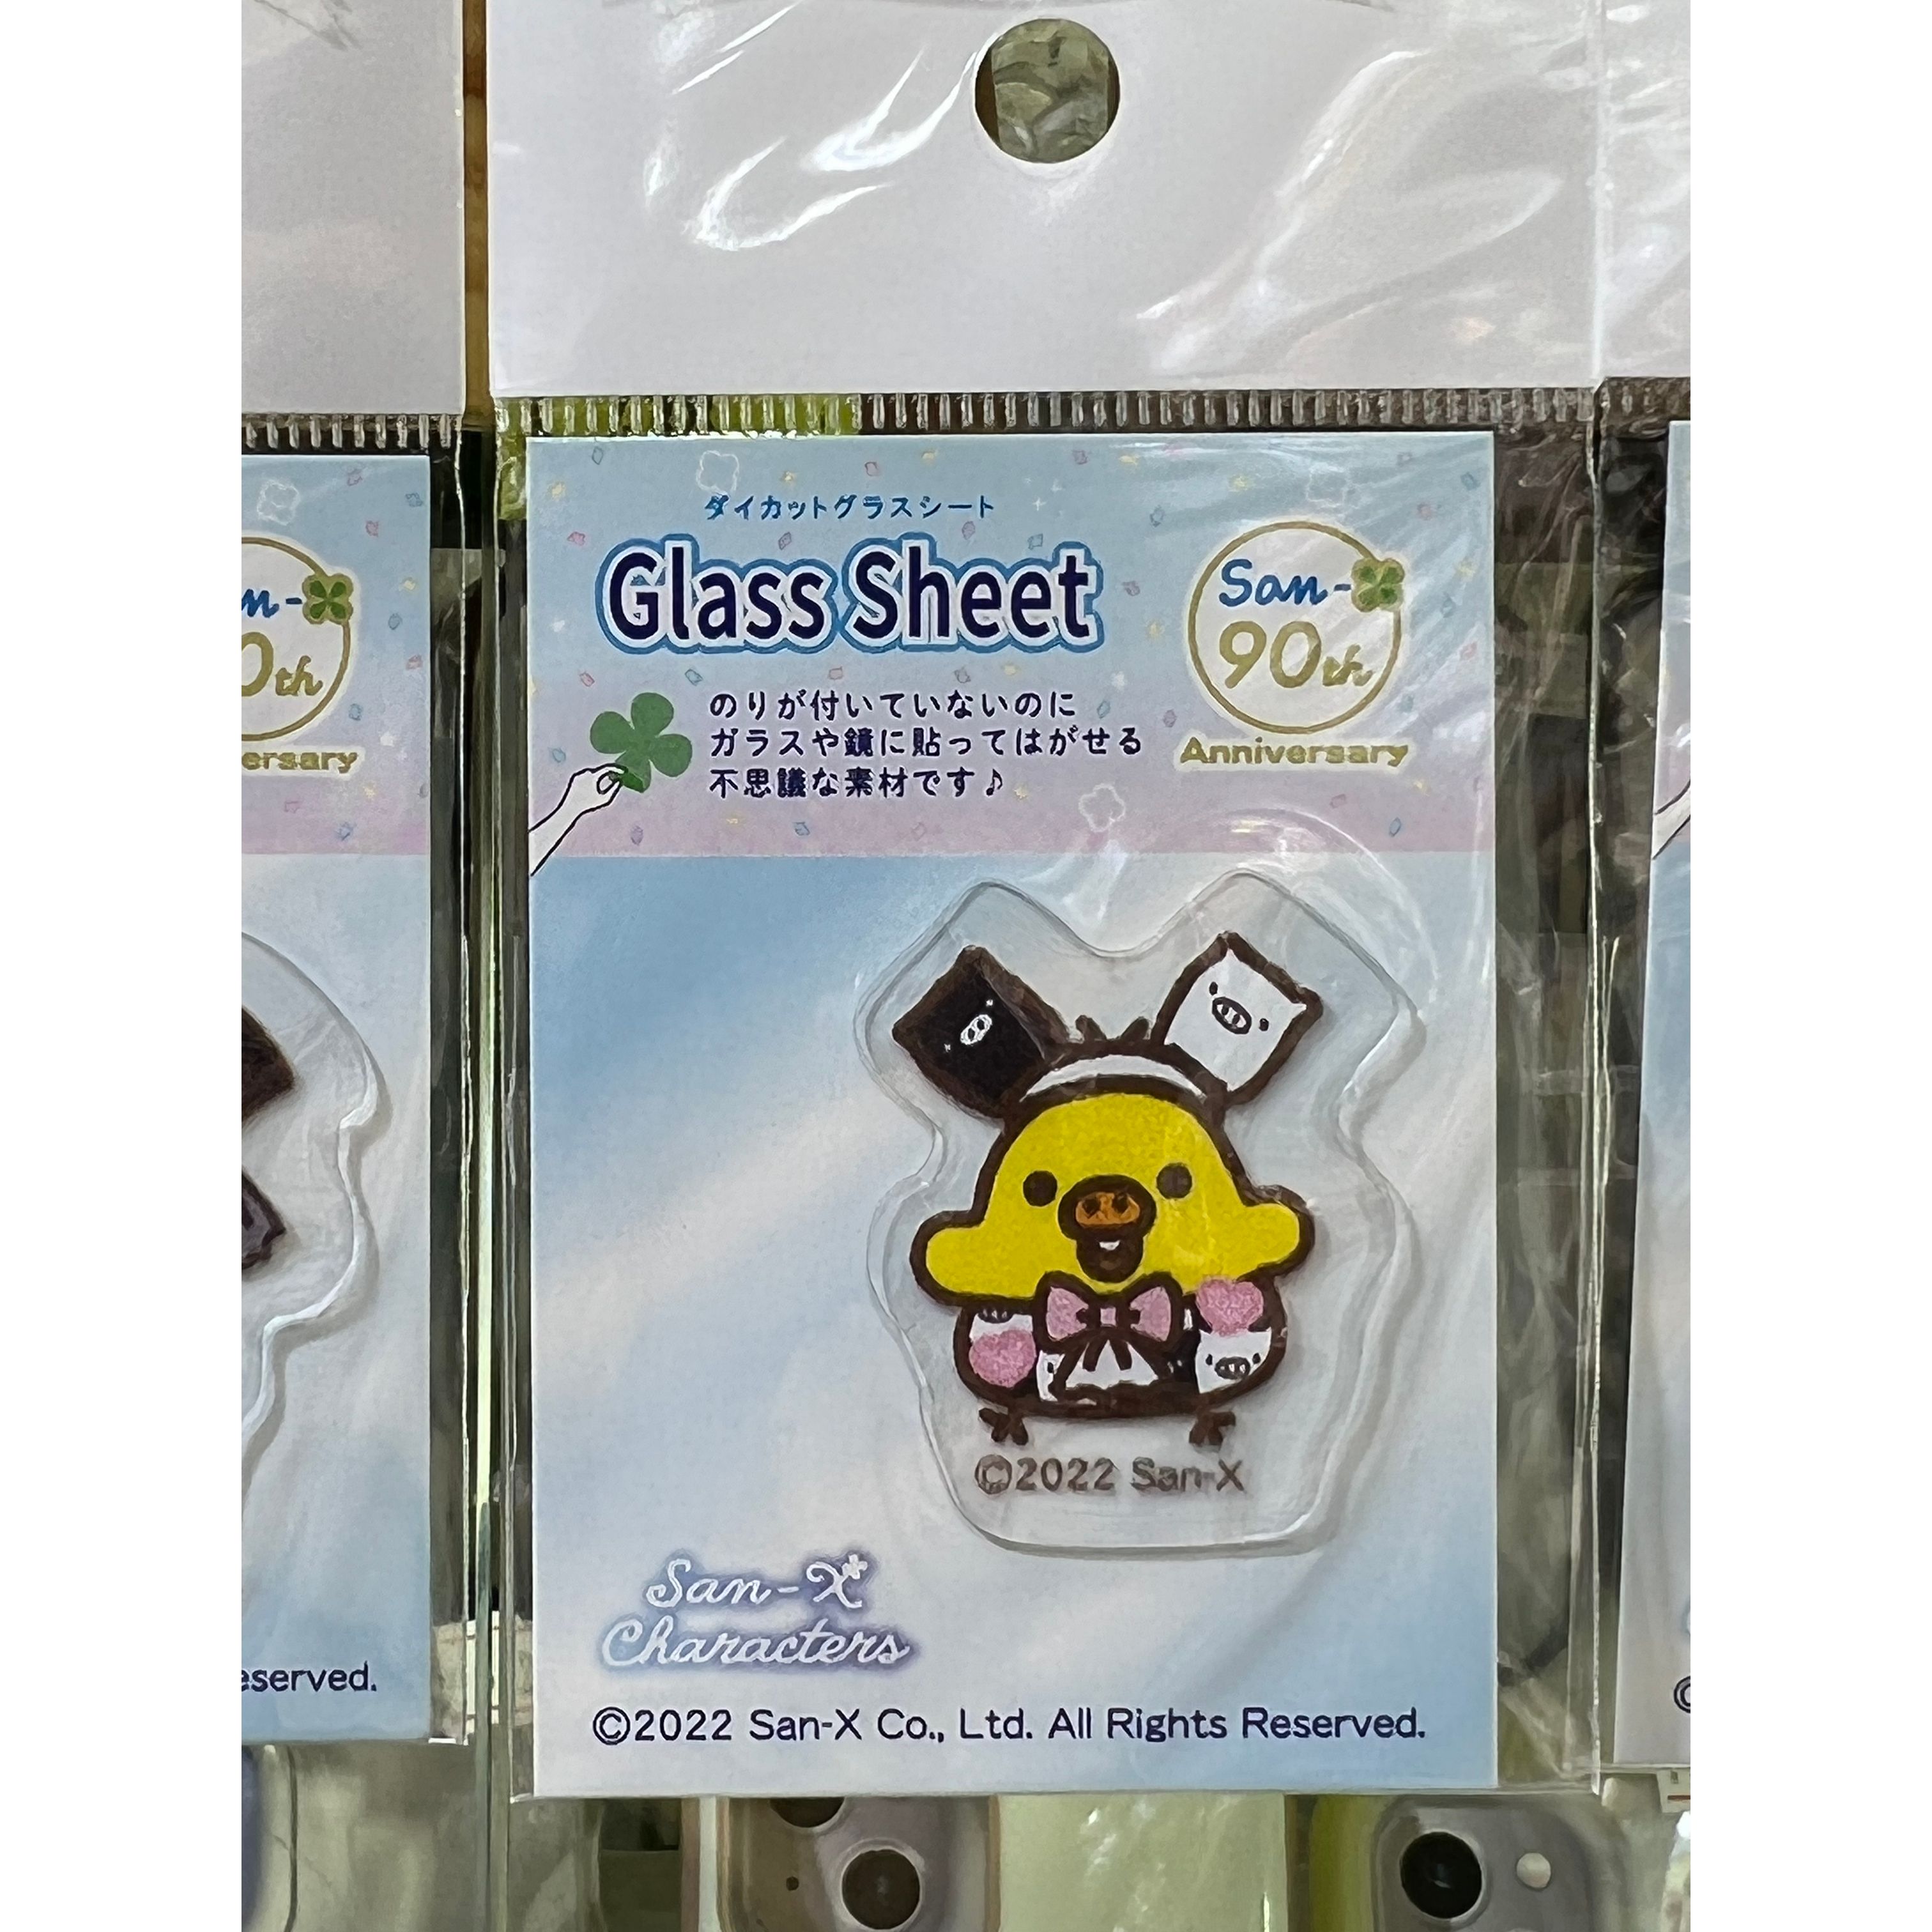 ダイカットグラスシート
Glass Sheet
San-
90th
Anniversary
のりが付いていないのに
ガラスや鏡に貼ってはがせる
不思議な素材です♪
©2022 San-X
San-X
Characters
©2022 San-X Co., Ltd. All Rights Reserved.
n-
0th
ersary
eserved.
©